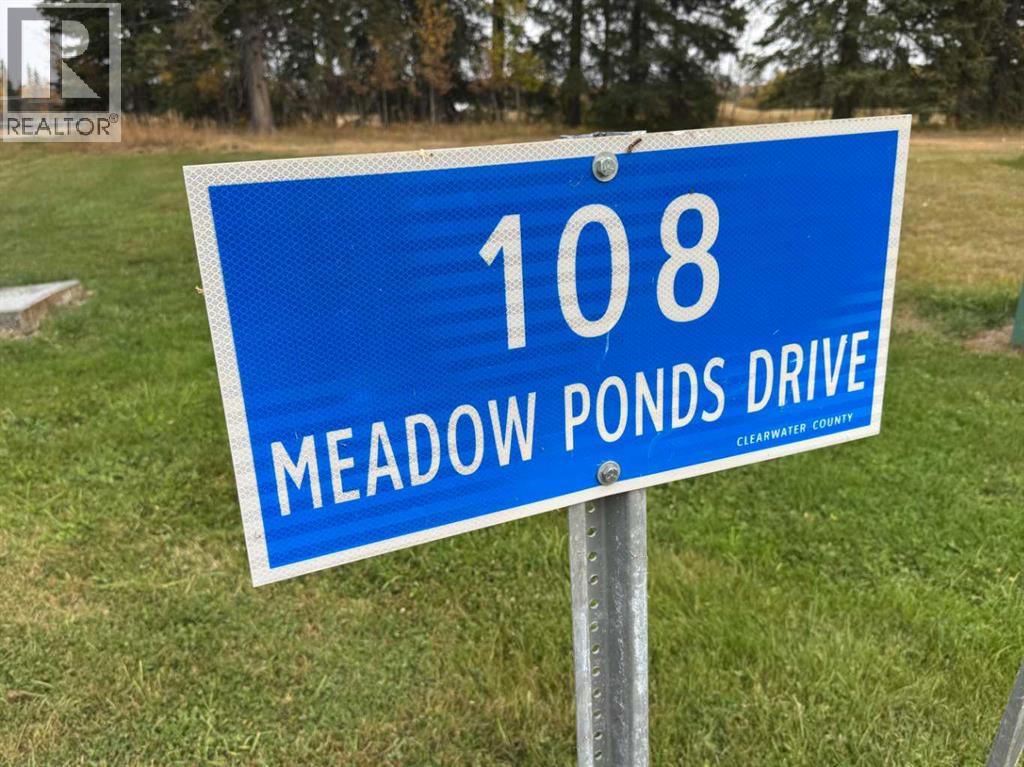 R
REALTOR®
108
MEADOW PONDS DRIVE
CLEARWATER COUNTY